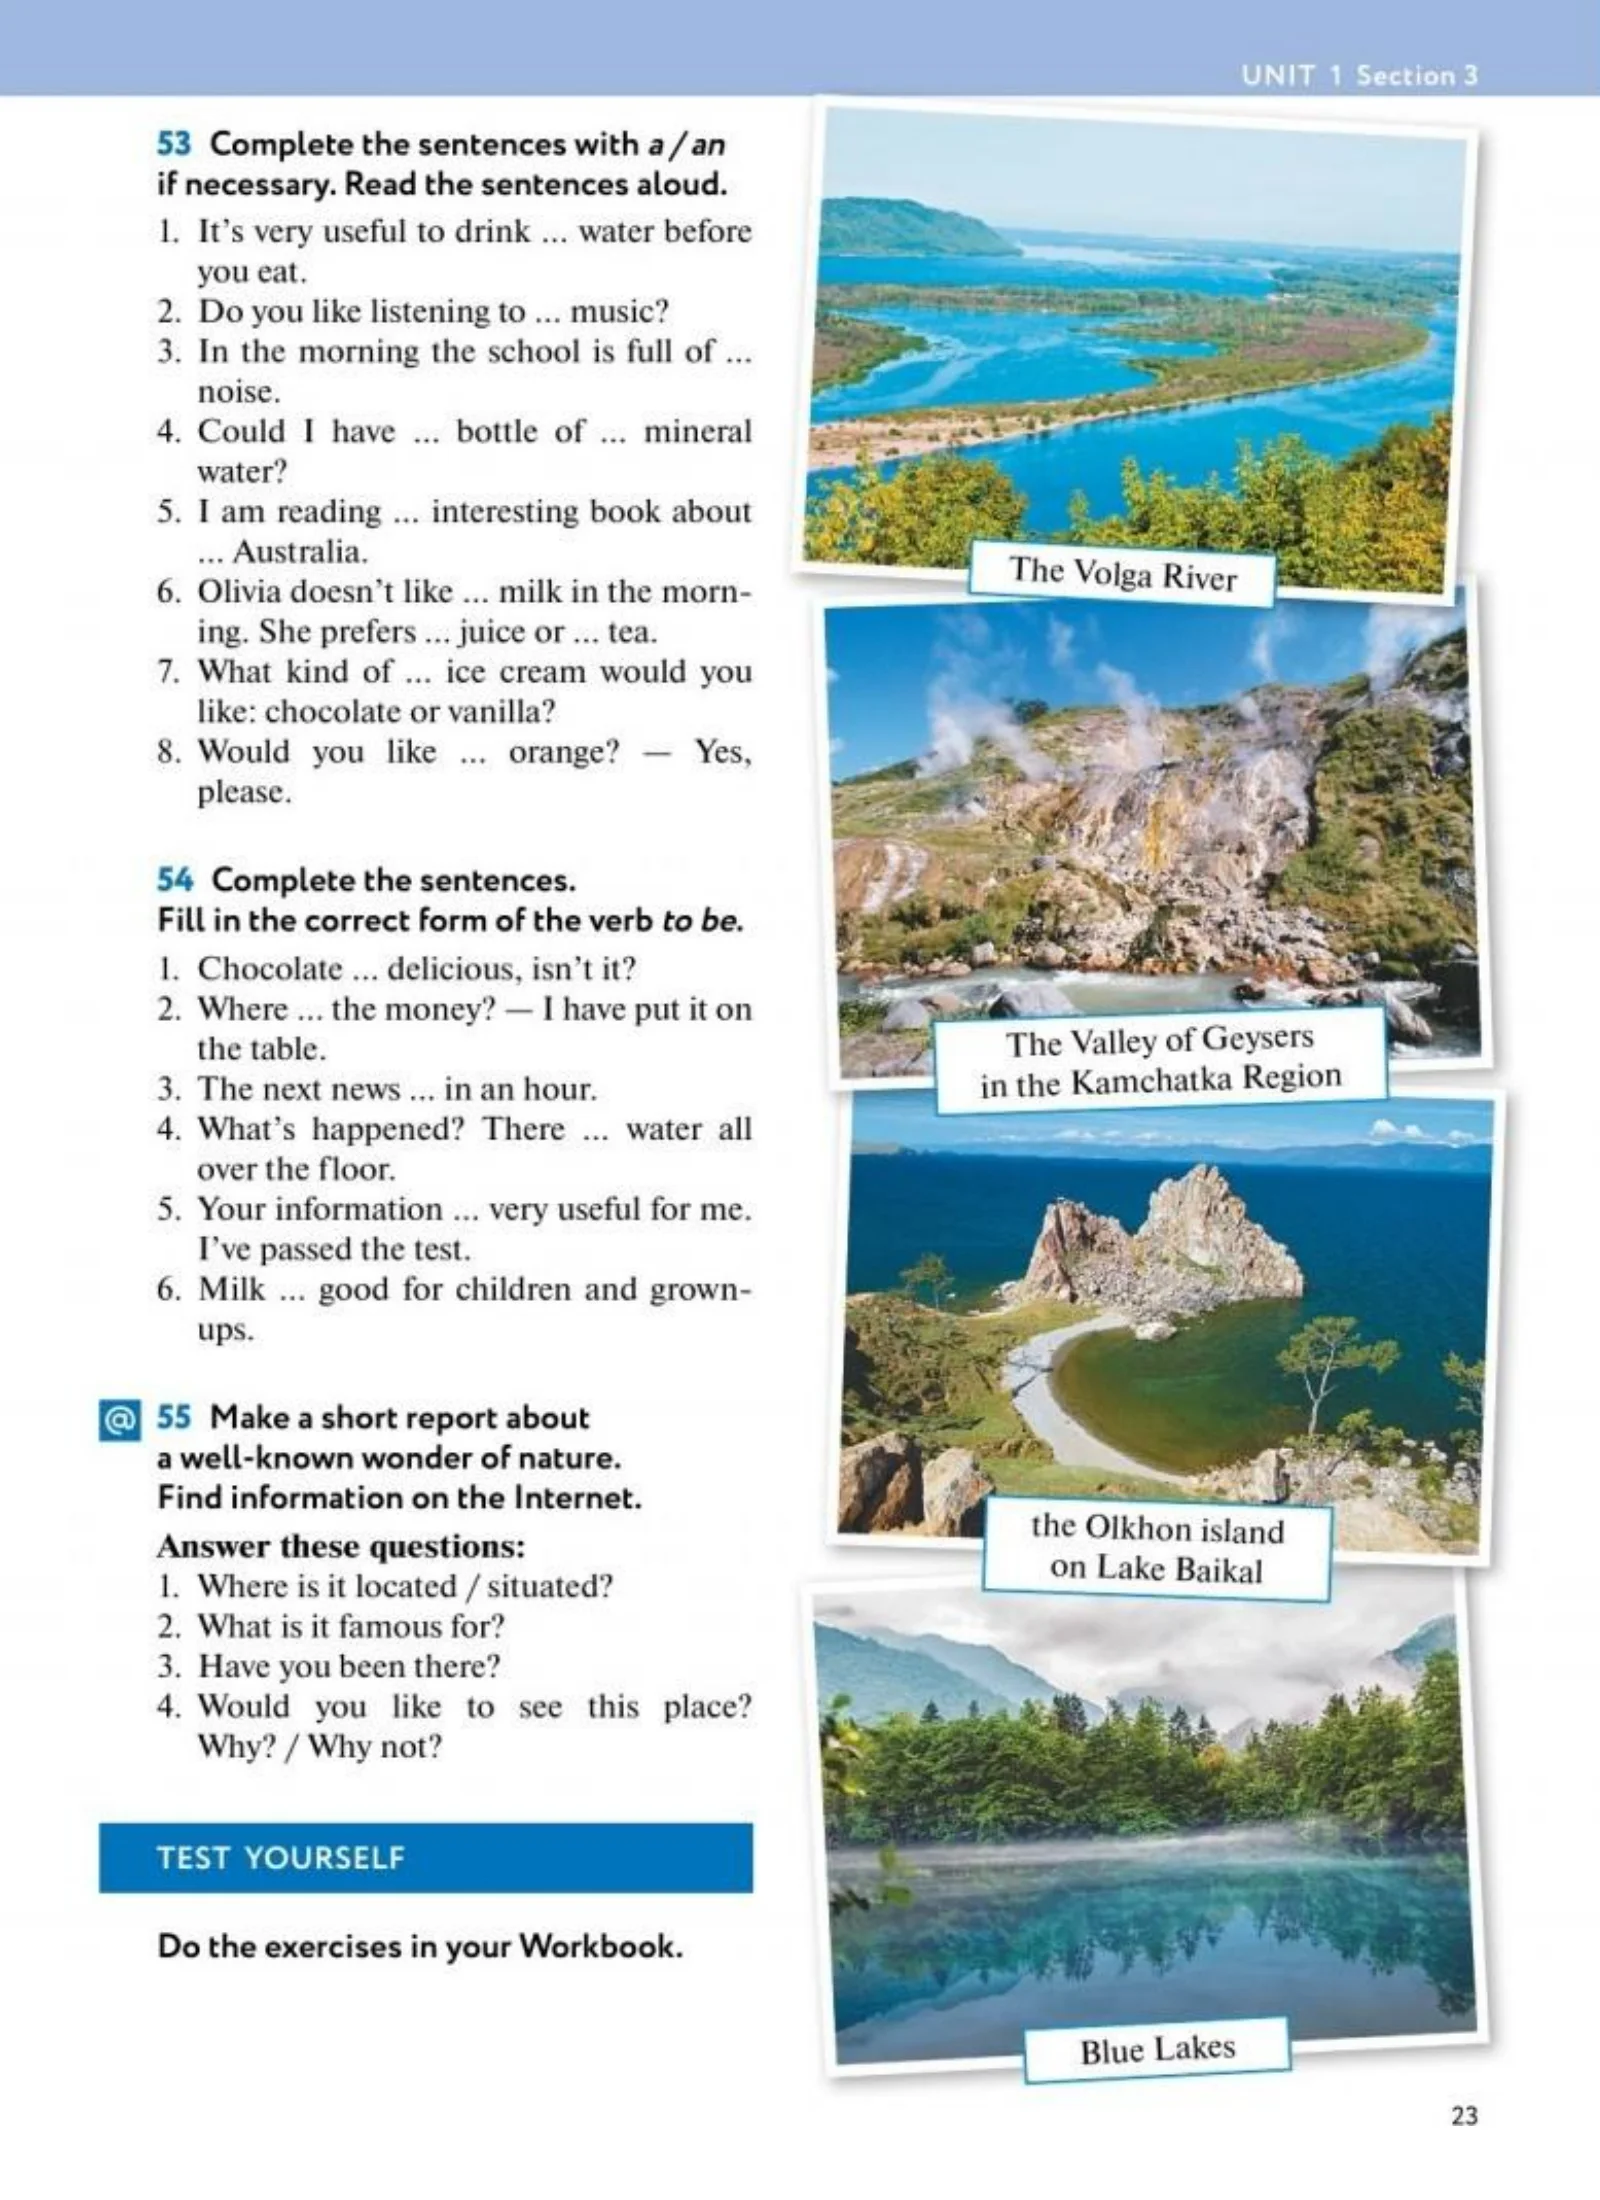 UNIT 1 Section 3
53 Complete the sentences with a / an
if necessary. Read the sentences aloud.
1. It's very useful to drink ... water before
you eat.
2. Do you like listening to ... music?
3. In the morning the school is full of ...
noise.
4. Could I have ... bottle of ... mineral
water?
5. I am reading ... interesting book about
... Australia.
6. Olivia doesn't like ... milk in the morn-
ing. She prefers ... juice or ... tea.
7. What kind of ... ice cream would you
like: chocolate or vanilla?
8. Would you like ... orange? — Yes,
please.
54 Complete the sentences.
Fill in the correct form of the verb to be.
1. Chocolate ... delicious, isn't it?
2. Where ... the money? — I have put it on
the table.
3. The next news ... in an hour.
4. What's happened? There ... water all
over the floor.
5. Your information ... very useful for me.
I've passed the test.
6. Milk ... good for children and grown-
ups.
@ 55 Make a short report about
a well-known wonder of nature.
Find information on the Internet.
Answer these questions:
1. Where is it located / situated?
2. What is it famous for?
3. Have you been there?
4. Would you like to see this place?
Why? / Why not?
TEST YOURSELF
Do the exercises in your Workbook.
The Volga River
The Valley of Geysers
in the Kamchatka Region
the Olkhon island
on Lake Baikal
Blue Lakes
23